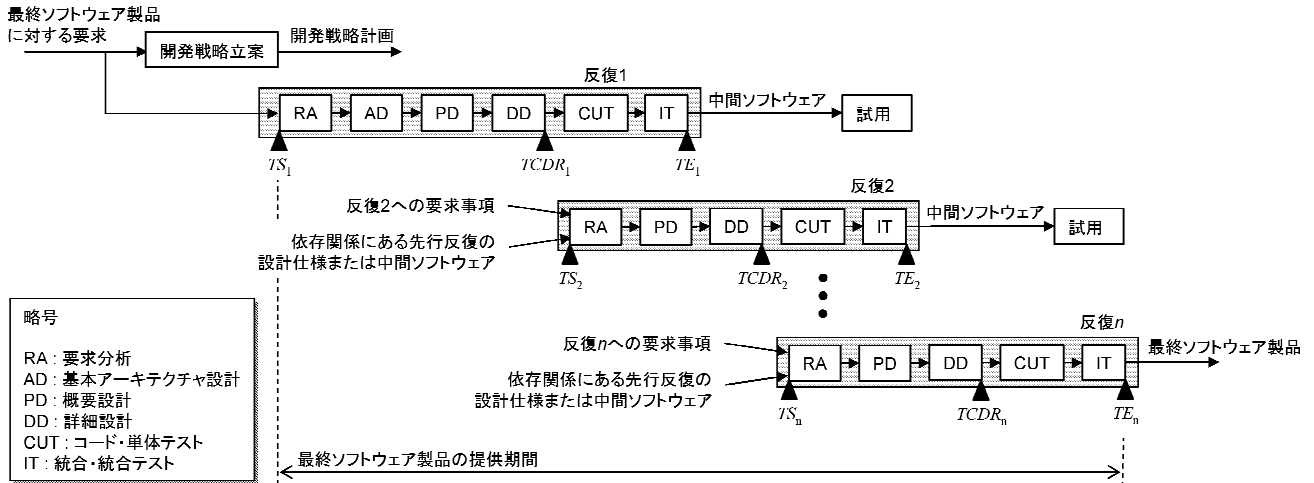 最終ソフトウェア製品
に対する要求
開発戦略立案
開発戦略計画
反復1
RA
AD
PD
DD
CUT
IT
中間ソフトウェア
試用
TS1
TCDR1
TE1
反復2
反復2への要求事項
依存関係にある先行反復の
設計仕様または中間ソフトウェア
RA
PD
DD
CUT
IT
中間ソフトウェア
試用
TS2
TCDR2
TE2
反復n
反復nへの要求事項
依存関係にある先行反復の
設計仕様または中間ソフトウェア
RA
PD
DD
CUT
IT
最終ソフトウェア製品
TSn
TCDRn
TEn
略号
RA : 要求分析
AD : 基本アーキテクチャ設計
PD : 概要設計
DD : 詳細設計
CUT : コード・単体テスト
IT : 統合・統合テスト
最終ソフトウェア製品の提供期間